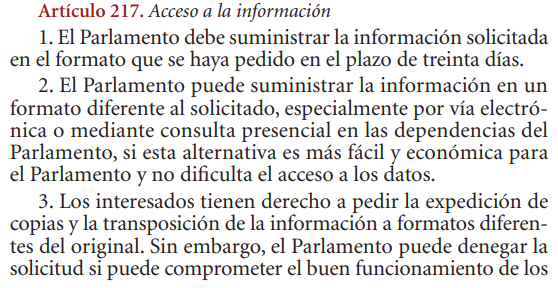 Artículo 217. Acceso a la información
1. El Parlamento debe suministrar la información solicitada
en el formato que se haya pedido en el plazo de treinta días.
2. El Parlamento puede suministrar la información en un
formato diferente al solicitado, especialmente por vía electró-
nica o mediante consulta presencial en las dependencias del
Parlamento, si esta alternativa es más fácil y económica para
el Parlamento y no dificulta el acceso a los datos.
3. Los interesados tienen derecho a pedir la expedición de
copias y la transposición de la información a formatos diferen-
tes del original. Sin embargo, el Parlamento puede denegar la
solicitud si puede comprometer el buen funcionamiento de los